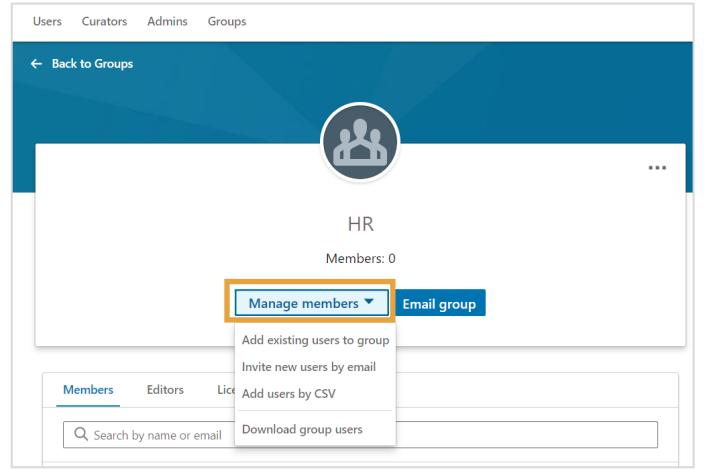 Users Curators Admins Groups
← Back to Groups
HR
Members: 0
Manage members Email group
Add existing users to group
Invite new users by email
Add users by CSV
Download group users
Members Editors Lice
Search by name or email